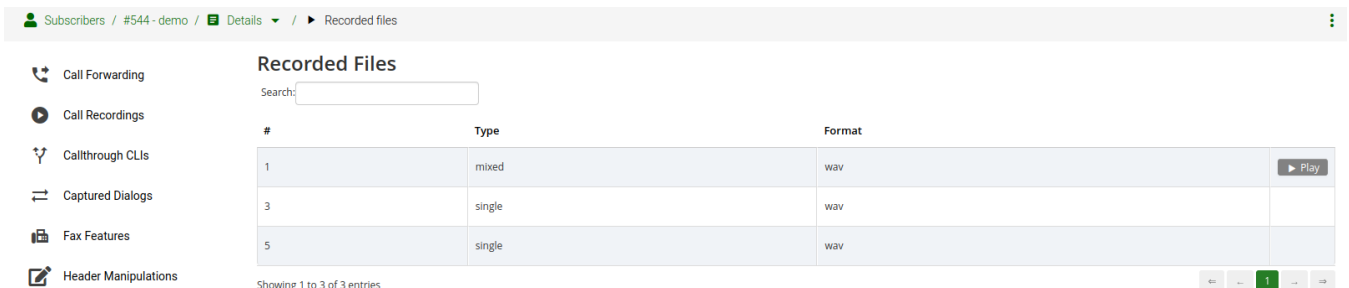 Subscribers / #544 - demo / Details / Recorded files
Call Forwarding
Call Recordings
Callthrough CLIs
Captured Dialogs
Fax Features
Header Manipulations
Recorded Files
Search:
# Type Format
1 mixed wav Play
3 single wav
5 single wav
Showing 1 to 3 of 3 entries
⇐ ← 1 → ⇒